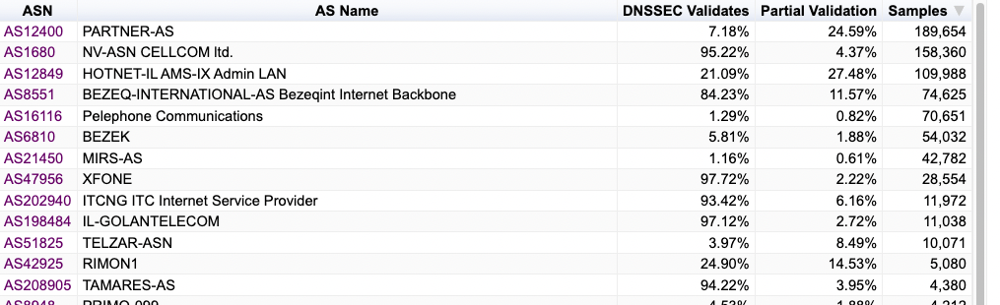 ASN AS Name DNSSEC Validates Partial Validation Samples
AS12400 PARTNER-AS 7.18% 24.59% 189,654
AS1680 NV-ASN CELLCOM ltd. 95.22% 4.37% 158,360
AS12849 HOTNET-IL AMS-IX Admin LAN 21.09% 27.48% 109,988
AS8551 BEZEQ-INTERNATIONAL-AS Bezeqint Internet Backbone 84.23% 11.57% 74,625
AS16116 Pelephone Communications 1.29% 0.82% 70,651
AS6810 BEZEK 5.81% 1.88% 54,032
AS21450 MIRS-AS 1.16% 0.61% 42,782
AS47956 XFONE 97.72% 2.22% 28,554
AS202940 ITCNG ITC Internet Service Provider 93.42% 6.16% 11,972
AS198484 IL-GOLANTELECOM 97.12% 2.72% 11,038
AS51825 TELZAR-ASN 3.97% 8.49% 10,071
AS42925 RIMON1 24.90% 14.53% 5,080
AS208905 TAMARES-AS 94.22% 3.95% 4,380